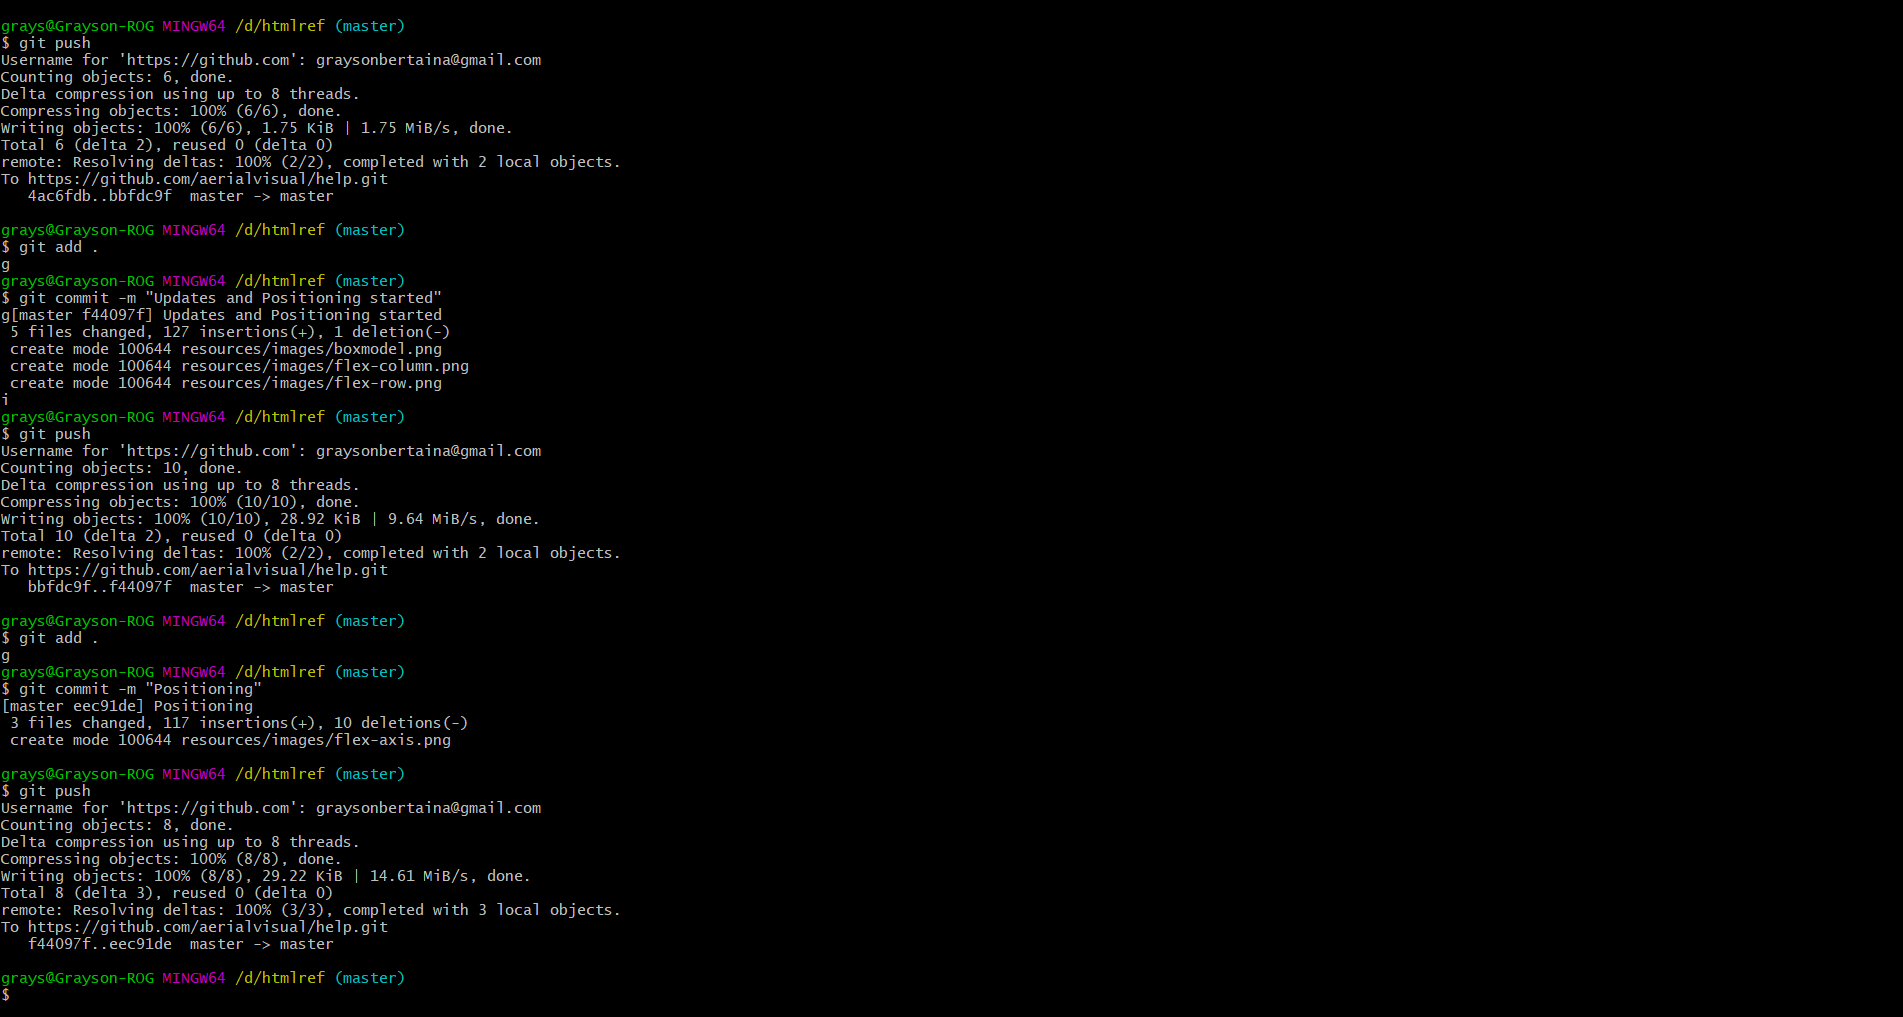 grays@Grayson-ROG MINGW64 /d/htmlref (master)
$ git push
Username for 'https://github.com': graysonbertaina@gmail.com
Counting objects: 6, done.
Delta compression using up to 8 threads.
Compressing objects: 100% (6/6), done.
Writing objects: 100% (6/6), 1.75 KiB | 1.75 MiB/s, done.
Total 6 (delta 2), reused 0 (delta 0)
remote: Resolving deltas: 100% (2/2), completed with 2 local objects.
To https://github.com/aerialvisual/help.git
   4ac6fdb..bbfdc9f  master -> master
grays@Grayson-ROG MINGW64 /d/htmlref (master)
$ git add .
g
grays@Grayson-ROG MINGW64 /d/htmlref (master)
$ git commit -m "Updates and Positioning started"
g[master f44097f] Updates and Positioning started
 5 files changed, 127 insertions(+), 1 deletion(-)
 create mode 100644 resources/images/boxmodel.png
 create mode 100644 resources/images/flex-column.png
 create mode 100644 resources/images/flex-row.png
i
grays@Grayson-ROG MINGW64 /d/htmlref (master)
$ git push
Username for 'https://github.com': graysonbertaina@gmail.com
Counting objects: 10, done.
Delta compression using up to 8 threads.
Compressing objects: 100% (10/10), done.
Writing objects: 100% (10/10), 28.92 KiB | 9.64 MiB/s, done.
Total 10 (delta 2), reused 0 (delta 0)
remote: Resolving deltas: 100% (2/2), completed with 2 local objects.
To https://github.com/aerialvisual/help.git
   bbfdc9f..f44097f  master -> master
grays@Grayson-ROG MINGW64 /d/htmlref (master)
$ git add .
g
grays@Grayson-ROG MINGW64 /d/htmlref (master)
$ git commit -m "Positioning"
[master eec91de] Positioning
 3 files changed, 117 insertions(+), 10 deletions(-)
 create mode 100644 resources/images/flex-axis.png
grays@Grayson-ROG MINGW64 /d/htmlref (master)
$ git push
Username for 'https://github.com': graysonbertaina@gmail.com
Counting objects: 8, done.
Delta compression using up to 8 threads.
Compressing objects: 100% (8/8), done.
Writing objects: 100% (8/8), 29.22 KiB | 14.61 MiB/s, done.
Total 8 (delta 3), reused 0 (delta 0)
remote: Resolving deltas: 100% (3/3), completed with 3 local objects.
To https://github.com/aerialvisual/help.git
   f44097f..eec91de  master -> master
grays@Grayson-ROG MINGW64 /d/htmlref (master)
$